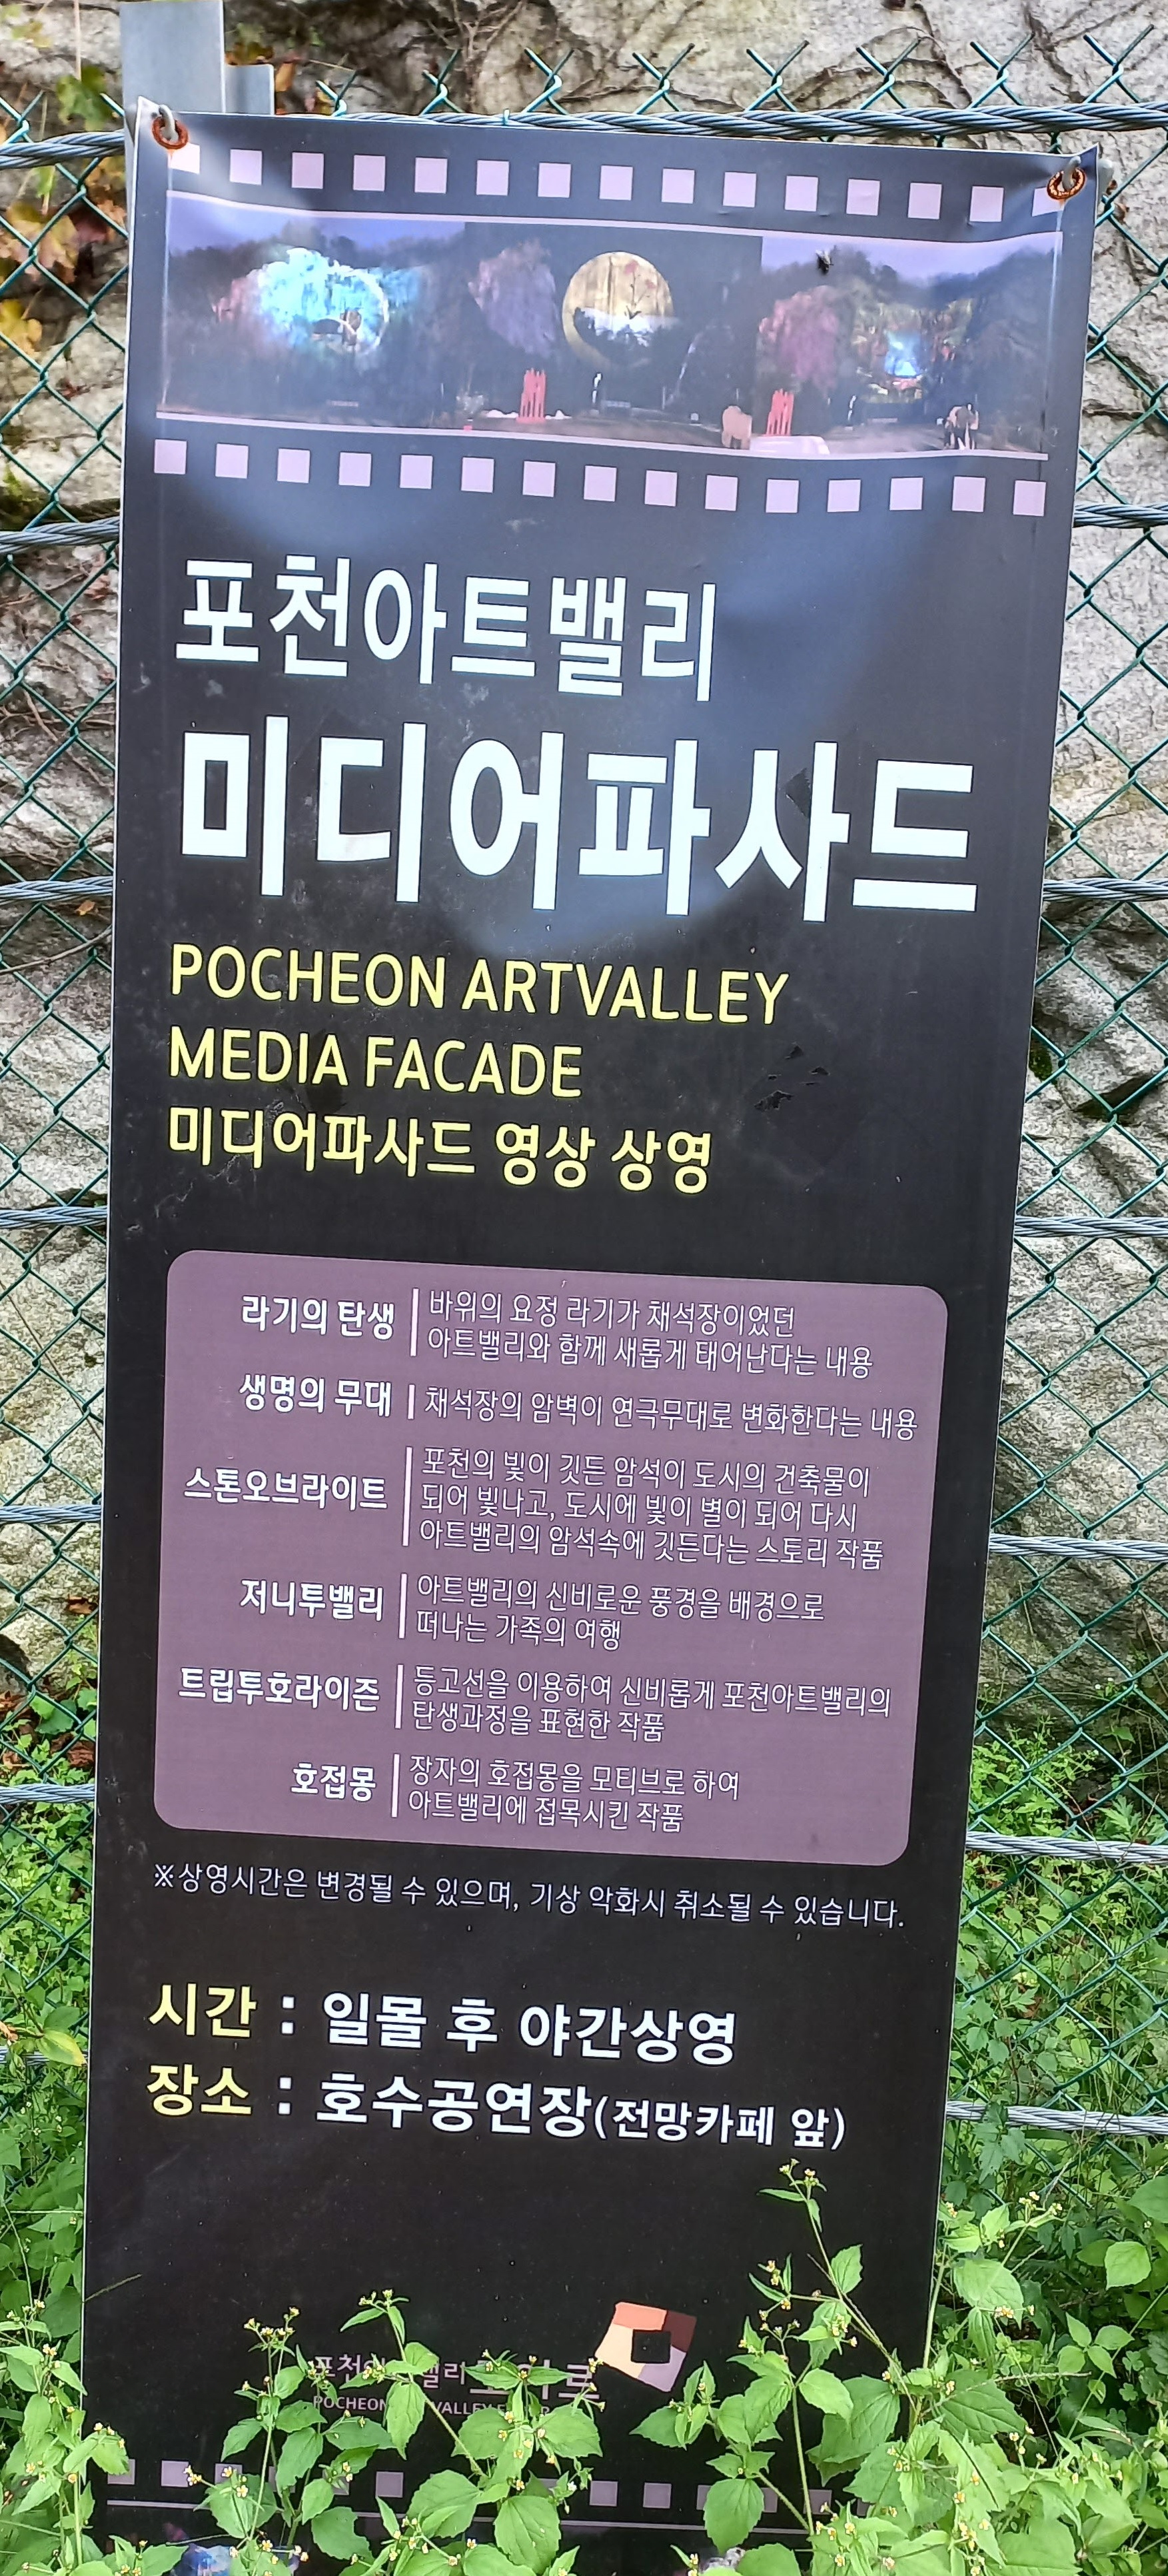 포천아트밸리
미디어파사드
POCHEON ARTVALLEY
MEDIA FACADE
미디어파사드 영상 상영
라기의 탄생
바위의 요정 라기가 채석장이었던
아트밸리와 함께 새롭게 태어난다는 내용
생명의 무대
채석장의 암벽이 연극무대로 변화한다는 내용
스톤오브라이트
포천의 빛이 깃든 암석이 도시의 건축물이
되어 빛나고, 도시에 빛이 별이 되어 다시
아트밸리의 암석속에 깃든다는 스토리 작품
저니투밸리
아트밸리의 신비로운 풍경을 배경으로
떠나는 가족의 여행
트립투호라이즌
등고선을 이용하여 신비롭게 포천아트밸리의
탄생과정을 표현한 작품
호접몽
장자의 호접몽을 모티브로 하여
아트밸리에 접목시킨 작품
※상영시간은 변경될 수 있으며, 기상 악화시 취소될 수 있습니다.
시간 : 일몰 후 야간상영
장소 : 호수공연장(전망카페 앞)
POCHEON